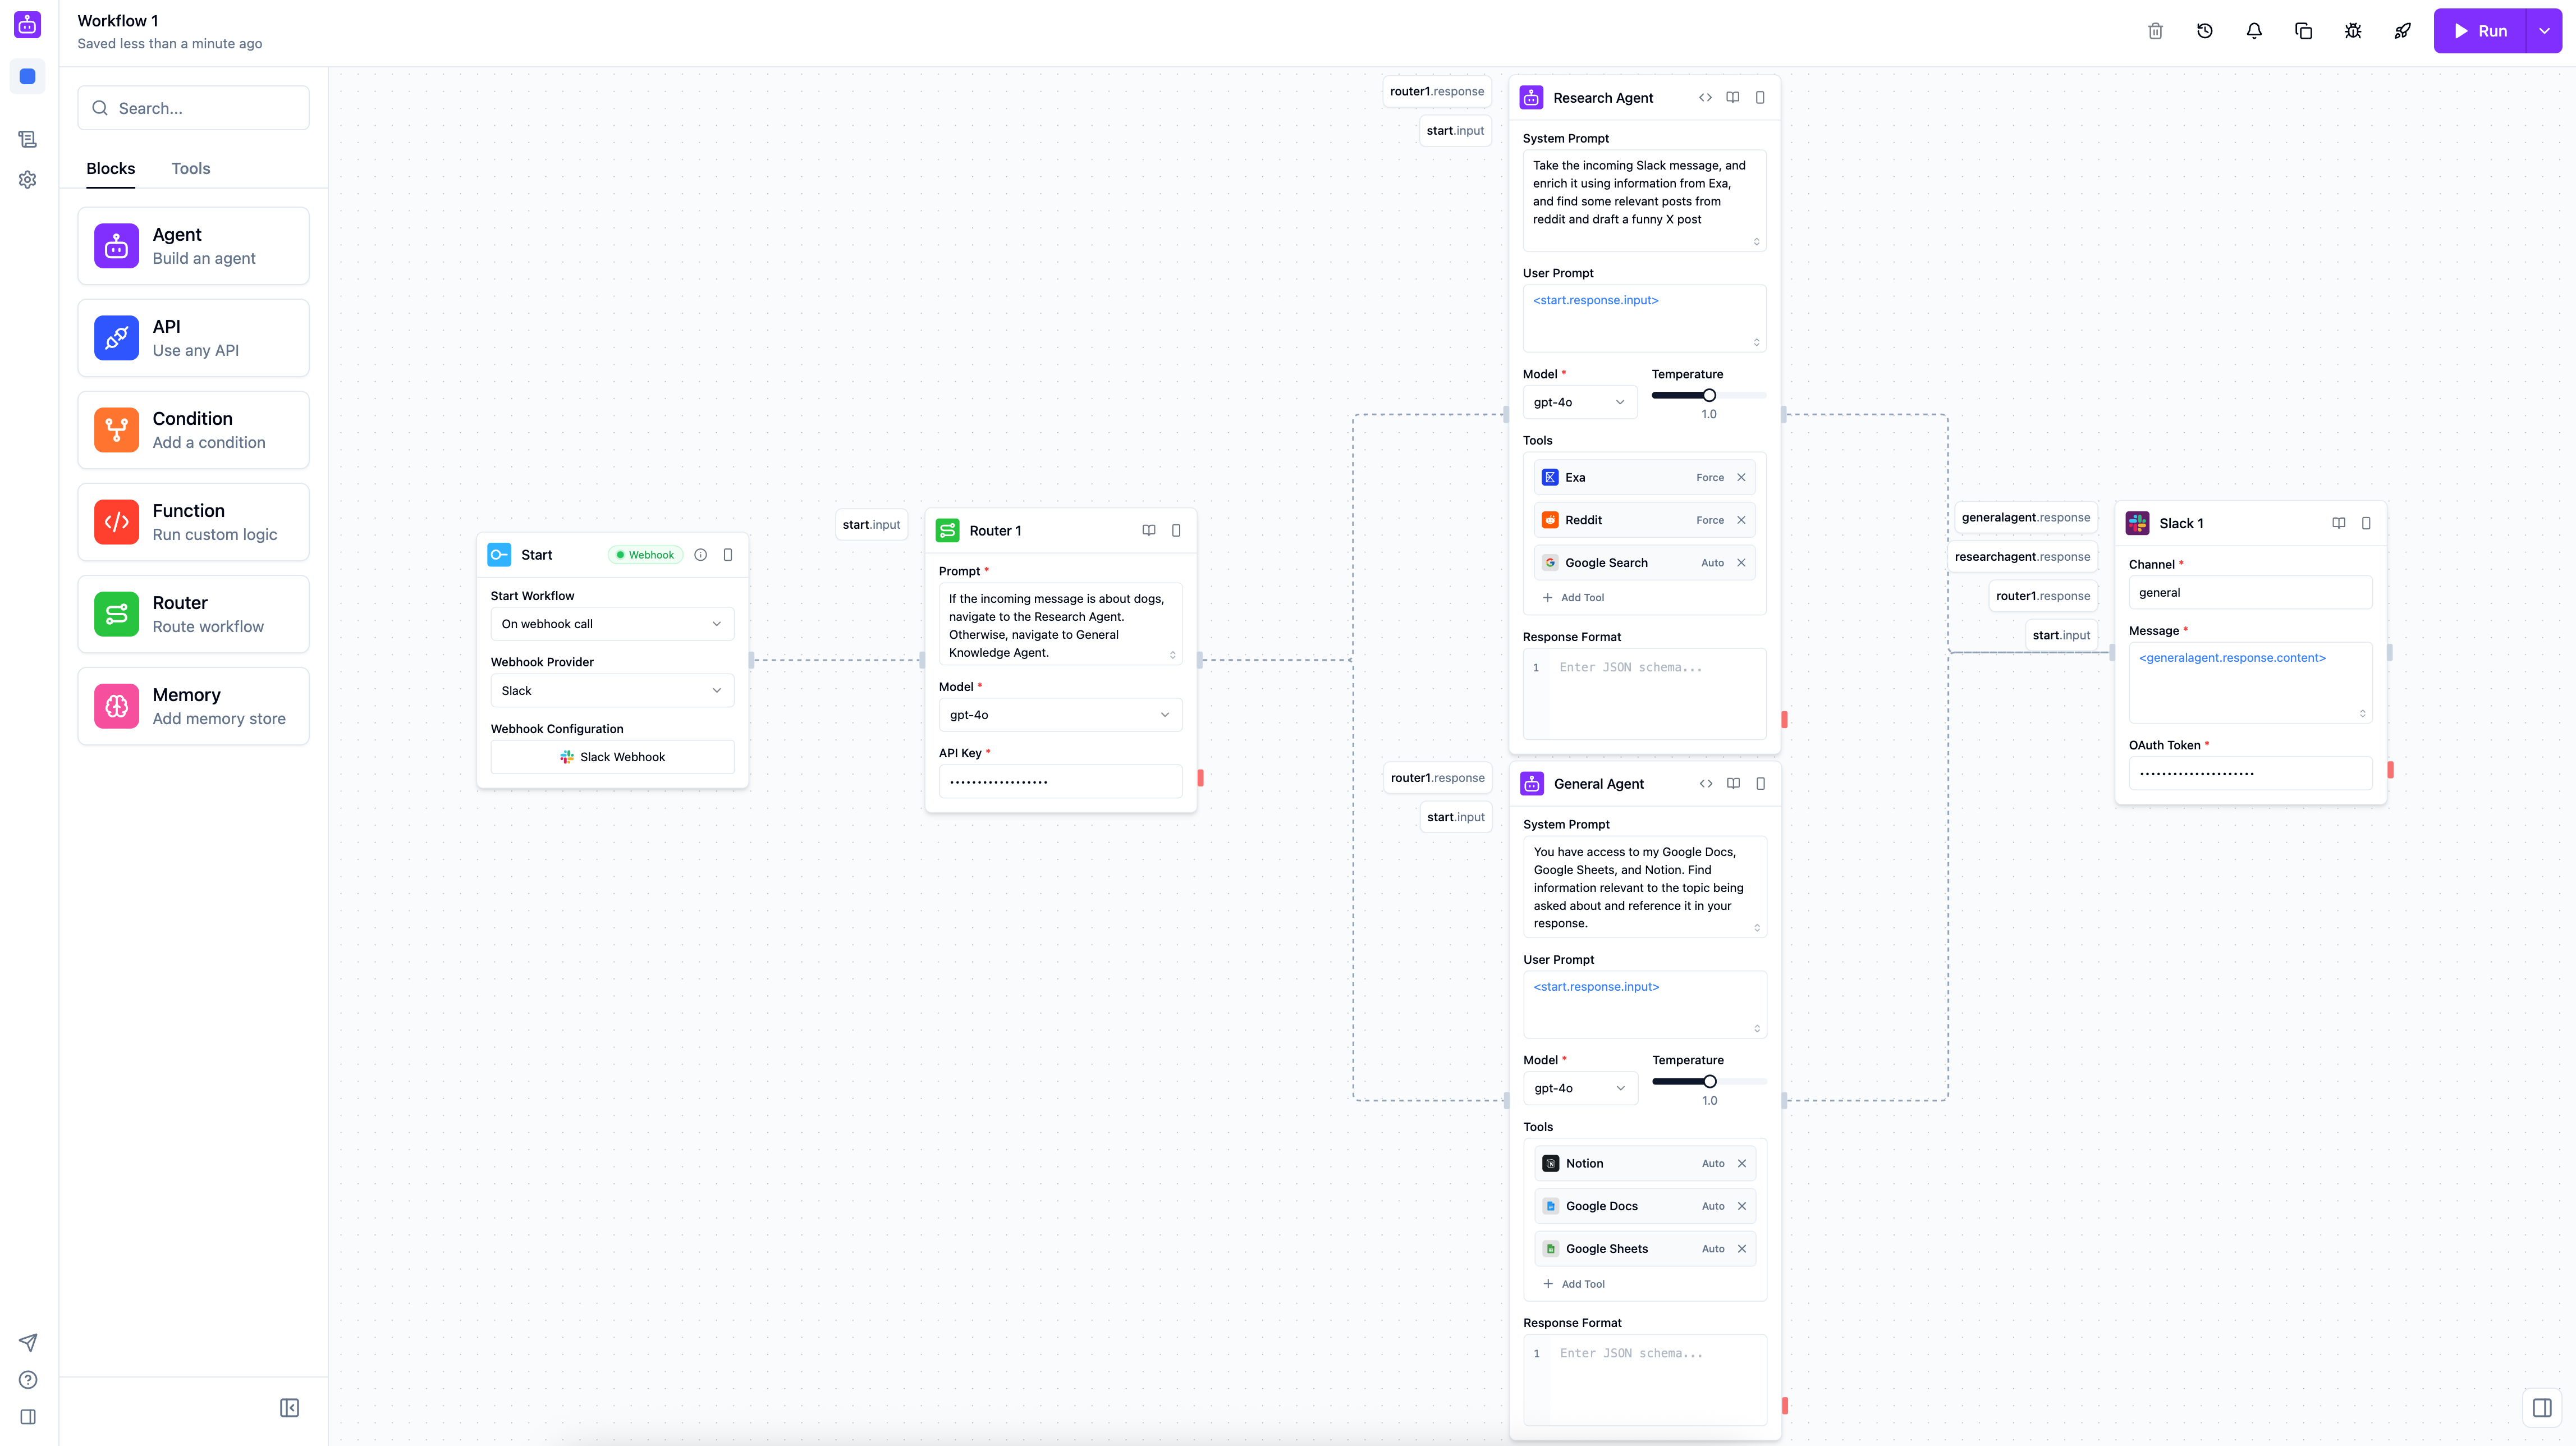 Workflow 1
Saved less than a minute ago
Run
Search...
Blocks
Tools
Agent
Build an agent
API
Use any API
Condition
Add a condition
Function
Run custom logic
Router
Route workflow
Memory
Add memory store
Start
Webhook
Start Workflow
On webhook call
Webhook Provider
Slack
Webhook Configuration
Slack Webhook
start.input
Router 1
Prompt *
If the incoming message is about dogs,
navigate to the Research Agent.
Otherwise, navigate to General
Knowledge Agent.
Model *
gpt-4o
API Key *
••••••••••••••••••
router1.response
start.input
Research Agent
System Prompt
Take the incoming Slack message, and
enrich it using information from Exa,
and find some relevant posts from
reddit and draft a funny X post
User Prompt
<start.response.input>
Model *
Temperature
gpt-4o
1.0
Tools
Exa Force
Reddit Force
Google Search Auto
Add Tool
Response Format
1 Enter JSON schema...
router1.response
start.input
General Agent
System Prompt
You have access to my Google Docs,
Google Sheets, and Notion. Find
information relevant to the topic being
asked about and reference it in your
response.
User Prompt
<start.response.input>
Model *
Temperature
gpt-4o
1.0
Tools
Notion Auto
Google Docs Auto
Google Sheets Auto
Add Tool
Response Format
1 Enter JSON schema...
generalagent.response
researchagent.response
router1.response
start.input
Slack 1
Channel *
general
Message *
<generalagent.response.content>
OAuth Token *
•••••••••••••••••••••